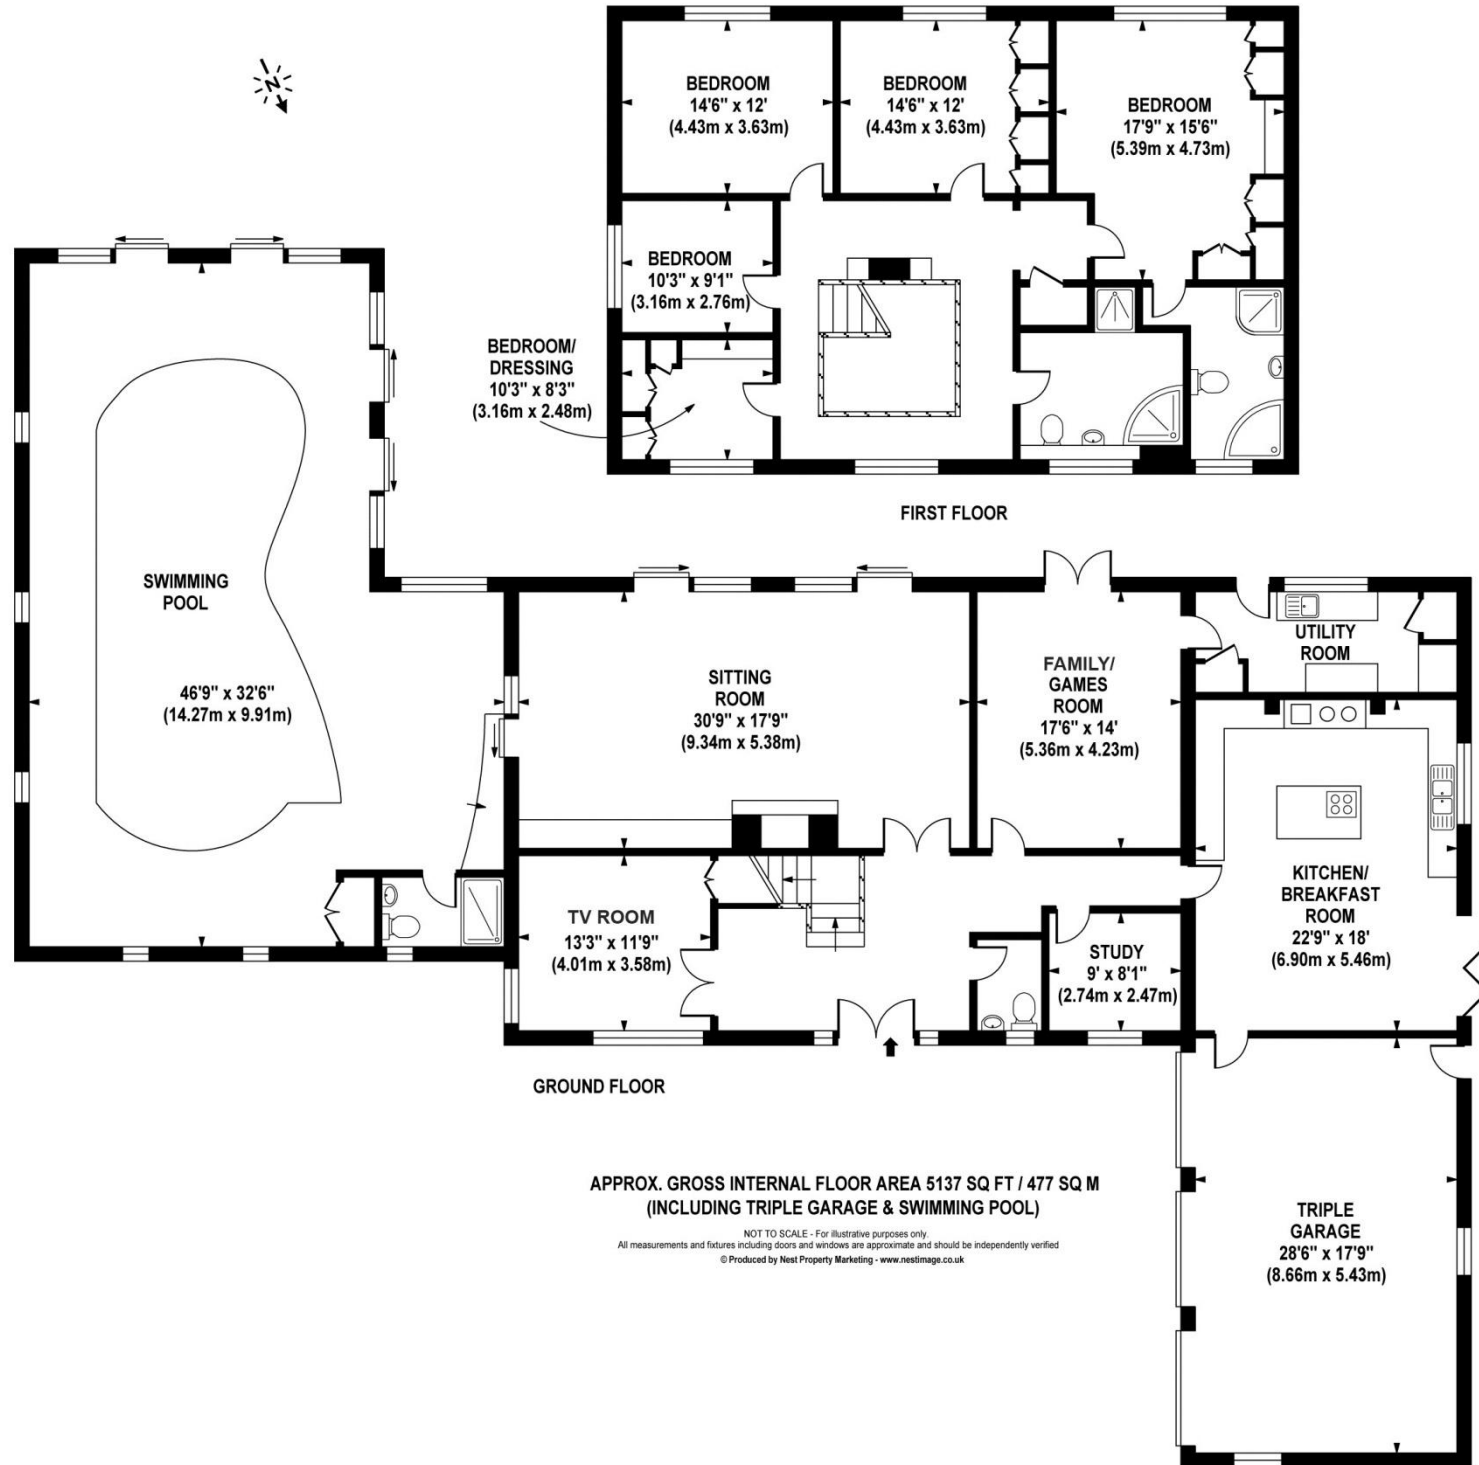 N
BEDROOM
14'6" x 12'
(4.43m x 3.63m)
BEDROOM
14'6" x 12'
(4.43m x 3.63m)
BEDROOM
17'9" x 15'6"
(5.39m x 4.73m)
BEDROOM
10'3" x 9'1"
(3.16m x 2.76m)
BEDROOM/
DRESSING
10'3" x 8'3"
(3.16m x 2.48m)
FIRST FLOOR
SWIMMING
POOL
46'9" x 32'6"
(14.27m x 9.91m)
SITTING
ROOM
30'9" x 17'9"
(9.34m x 5.38m)
FAMILY/
GAMES
ROOM
17'6" x 14'
(5.36m x 4.23m)
UTILITY
ROOM
KITCHEN/
BREAKFAST
ROOM
22'9" x 18'
(6.90m x 5.46m)
TV ROOM
13'3" x 11'9"
(4.01m x 3.58m)
STUDY
9' x 8'1"
(2.74m x 2.47m)
GROUND FLOOR
TRIPLE
GARAGE
28'6" x 17'9"
(8.66m x 5.43m)
APPROX. GROSS INTERNAL FLOOR AREA 5137 SQ FT / 477 SQ M
(INCLUDING TRIPLE GARAGE & SWIMMING POOL)
NOT TO SCALE - For illustrative purposes only.
All measurements and fixtures including doors and windows are approximate and should be independently verified
© Produced by Nest Property Marketing - www.nestimage.co.uk